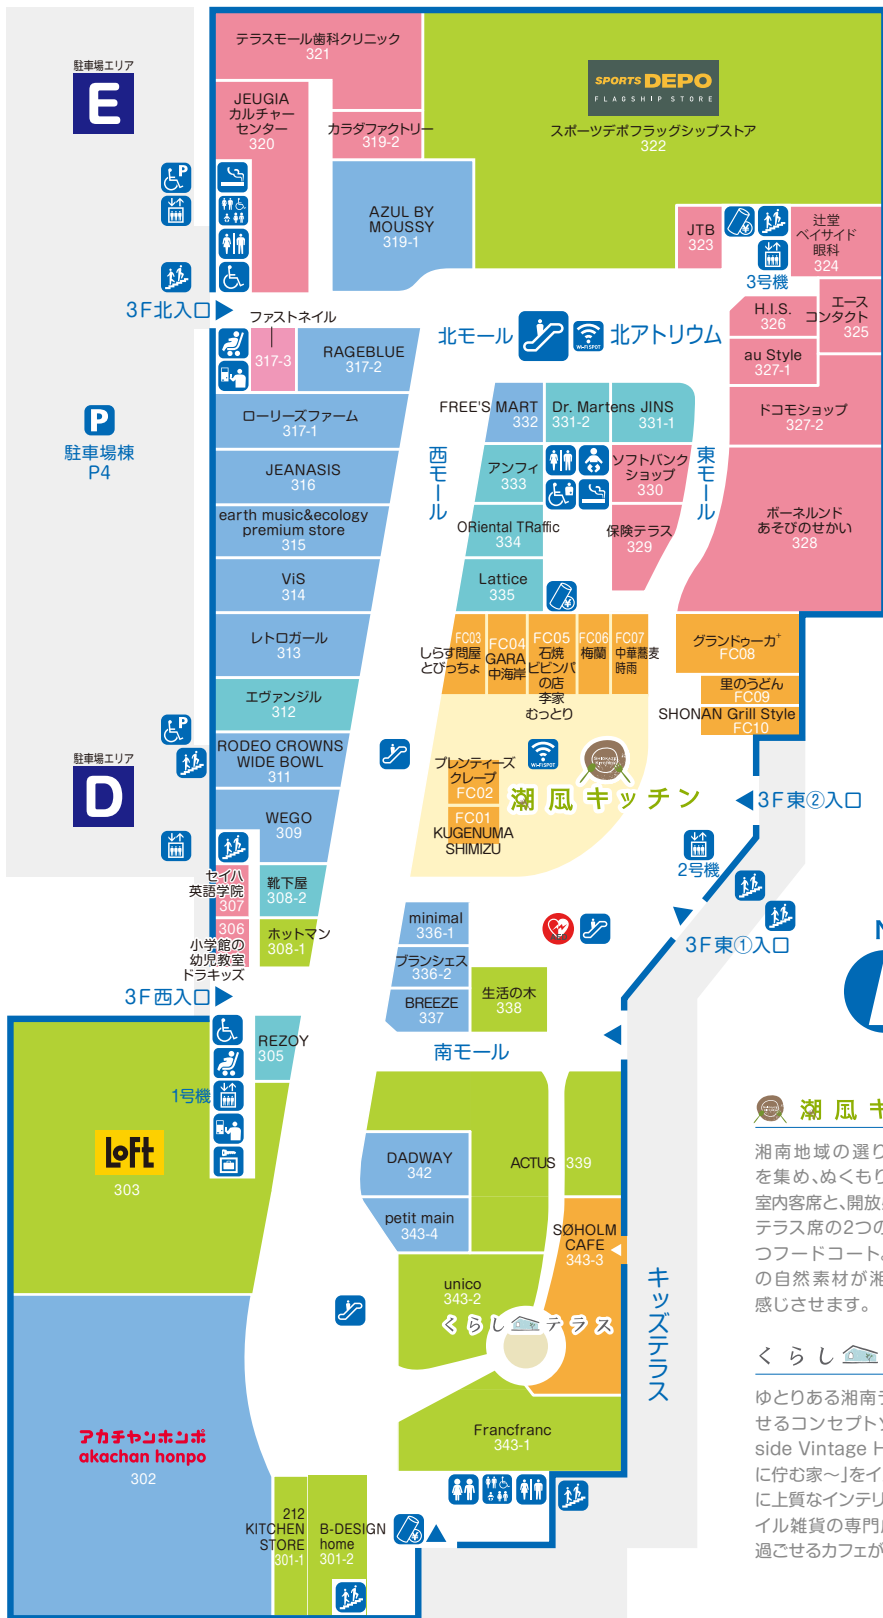 駐車場エリア
E
テラスモール歯科クリニック
321
JEUGIA
カルチャー
センター
320
カラダファクトリー
319-2
SPORTS DEPO
FLAGSHIP STORE
スポーツデポフラッグシップストア
322
AZUL BY
MOUSSY
319-1
JTB
323
辻堂
ベイサイド
眼科
324
3号機
エース
コンタクト
325
H.I.S.
326
au Style
327-1
ドコモショップ
327-2
3F北入口
ファストネイル
317-3
RAGEBLUE
317-2
北モール
Wi-Fi SPOT
北アトリウム
P
駐車場棟
P4
ローリーズファーム
317-1
JEANASIS
316
earth music&ecology
premium store
315
ViS
314
レトロガール
313
エヴァンジル
312
RODEO CROWNS
WIDE BOWL
311
WEGO
309
西モール
FREE'S MART
332
Dr. Martens
331-2
JINS
331-1
アンフィ
333
ソフトバンク
ショップ
330
ORiental TRaffic
334
保険テラス
329
Lattice
335
東モール
ボーネルンド
あそびのせかい
328
FC03
しらす問屋
とびっちょ
FC04
GARA
中海岸
FC05
石焼
ビビンバ
の店
李家
むっとり
FC06
梅蘭
FC07
中華蕎麦
時雨
グランドゥーカ+
FC08
里のうどん
FC09
SHONAN Grill Style
FC10
Wi-Fi SPOT
プレンティーズ
クレープ
FC02
FC01
KUGENUMA
SHIMIZU
潮風キッチン
3F東②入口
2号機
3F東①入口
駐車場エリア
D
セイハ
英語学院
307
306
小学館の
幼児教室
ドラキッズ
靴下屋
308-2
ホットマン
308-1
3F西入口
minimal
336-1
ブランシェス
336-2
BREEZE
337
生活の木
338
南モール
N
REZOY
305
1号機
LOFT
303
DADWAY
342
petit main
343-4
ACTUS 339
SØHOLM
CAFE
343-3
unico
343-2
くらしテラス
キッズテラス
Francfranc
343-1
アカチャンホンポ
akachan honpo
302
212
KITCHEN
STORE
301-1
B-DESIGN
home
301-2
潮風キ
湘南地域の選り
を集め、ぬくもり
室内客席と、開放
テラス席の2つの
つフードコート。
の自然素材が湘
感じさせます。
くらし
ゆとりある湘南テ
せるコンセプトゾ
side Vintage H
に佇む家～」をイ
に上質なインテリ
イル雑貨の専門
過ごせるカフェが